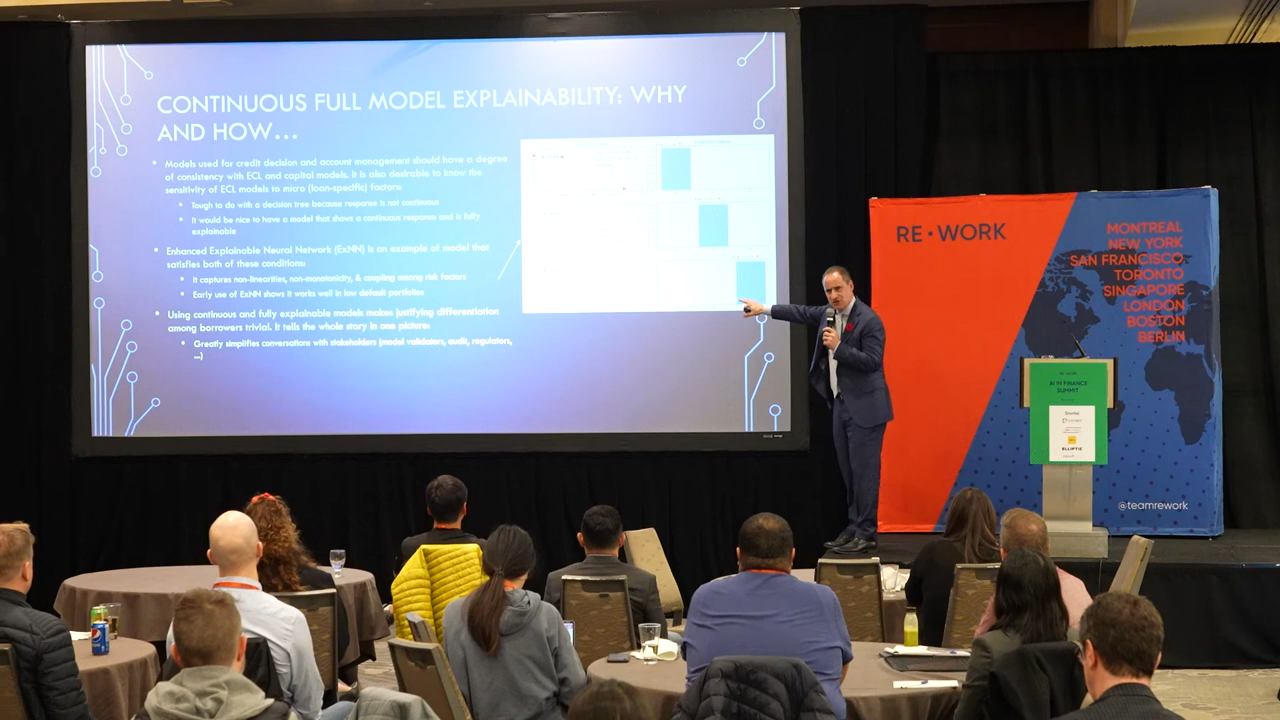 CONTINUOUS FULL MODEL EXPLAINABILITY: WHY
AND HOW...
• Models used for credit decision and account management should have a degree
of consistency with ECL and capital models. It is also desirable to know the
sensitivity of ECL models to micro (loan-specific) factors:
• Tough to do with a decision tree because response is not continuous
• It would be nice to have a model that shows a continuous response and is fully
explainable
• Enhanced Explainable Neural Network (ExNN) is an example of model that
satisfies both of these conditions:
• It captures non-linearities, non-monotonicity, & coupling among risk factors
• Early use of ExNN shows it works well in low default portfolios
• Using continuous and fully explainable models makes justifying differentiation
among borrowers trivial. It tells the whole story in one picture:
• Greatly simplifies conversations with stakeholders (model validators, audit, regulators,
...)
RE•WORK
MONTREAL
NEW YORK
SAN FRANCISCO
TORONTO
SINGAPORE
LONDON
BOSTON
BERLIN
RE•WORK
AI IN FINANCE
SUMMIT
ELLIPTIC
@teamrework